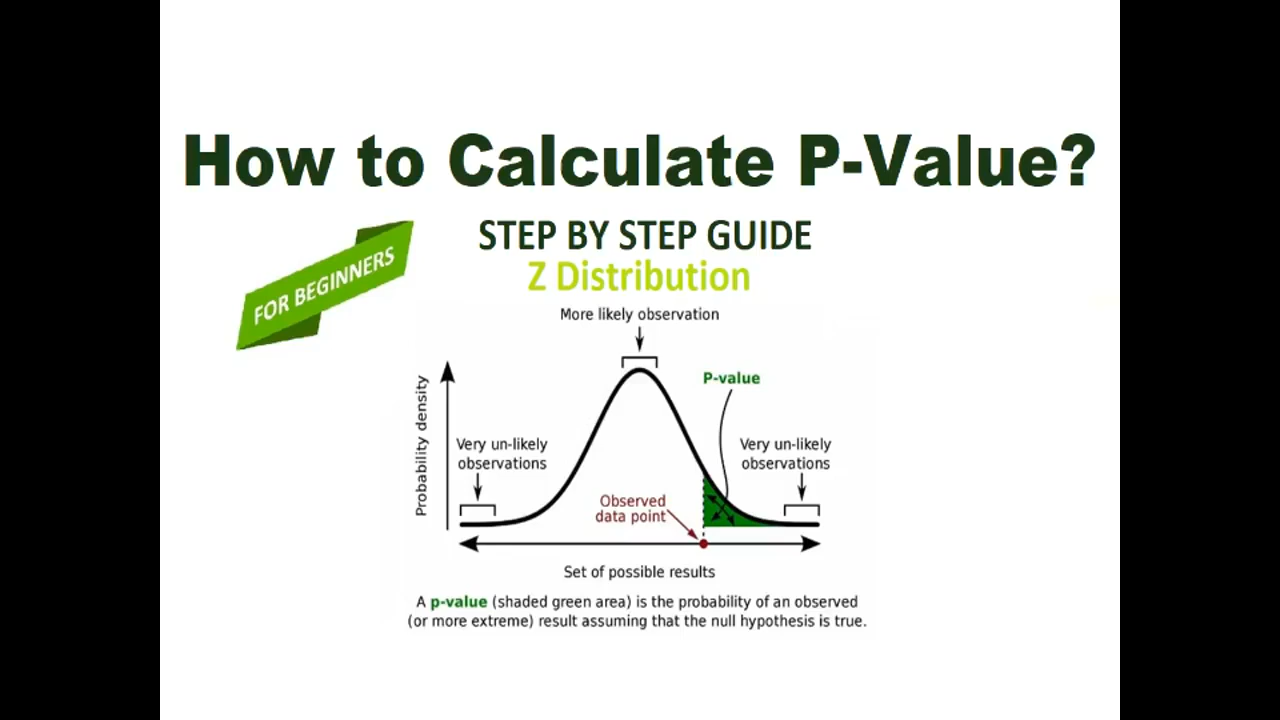 How to Calculate P-Value?
STEP BY STEP GUIDE
FOR BEGINNERS
Z Distribution
More likely observation
P-value
Probability density
Very un-likely
observations
Very un-likely
observations
Observed
data point
Set of possible results
A p-value (shaded green area) is the probability of an observed
(or more extreme) result assuming that the null hypothesis is true.